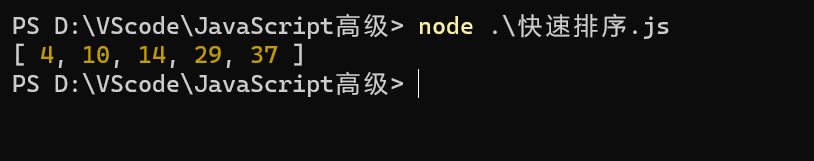 PS D:\VScode\JavaScript高级> node .\快速排序.js
[ 4, 10, 14, 29, 37 ]
PS D:\VScode\JavaScript高级>